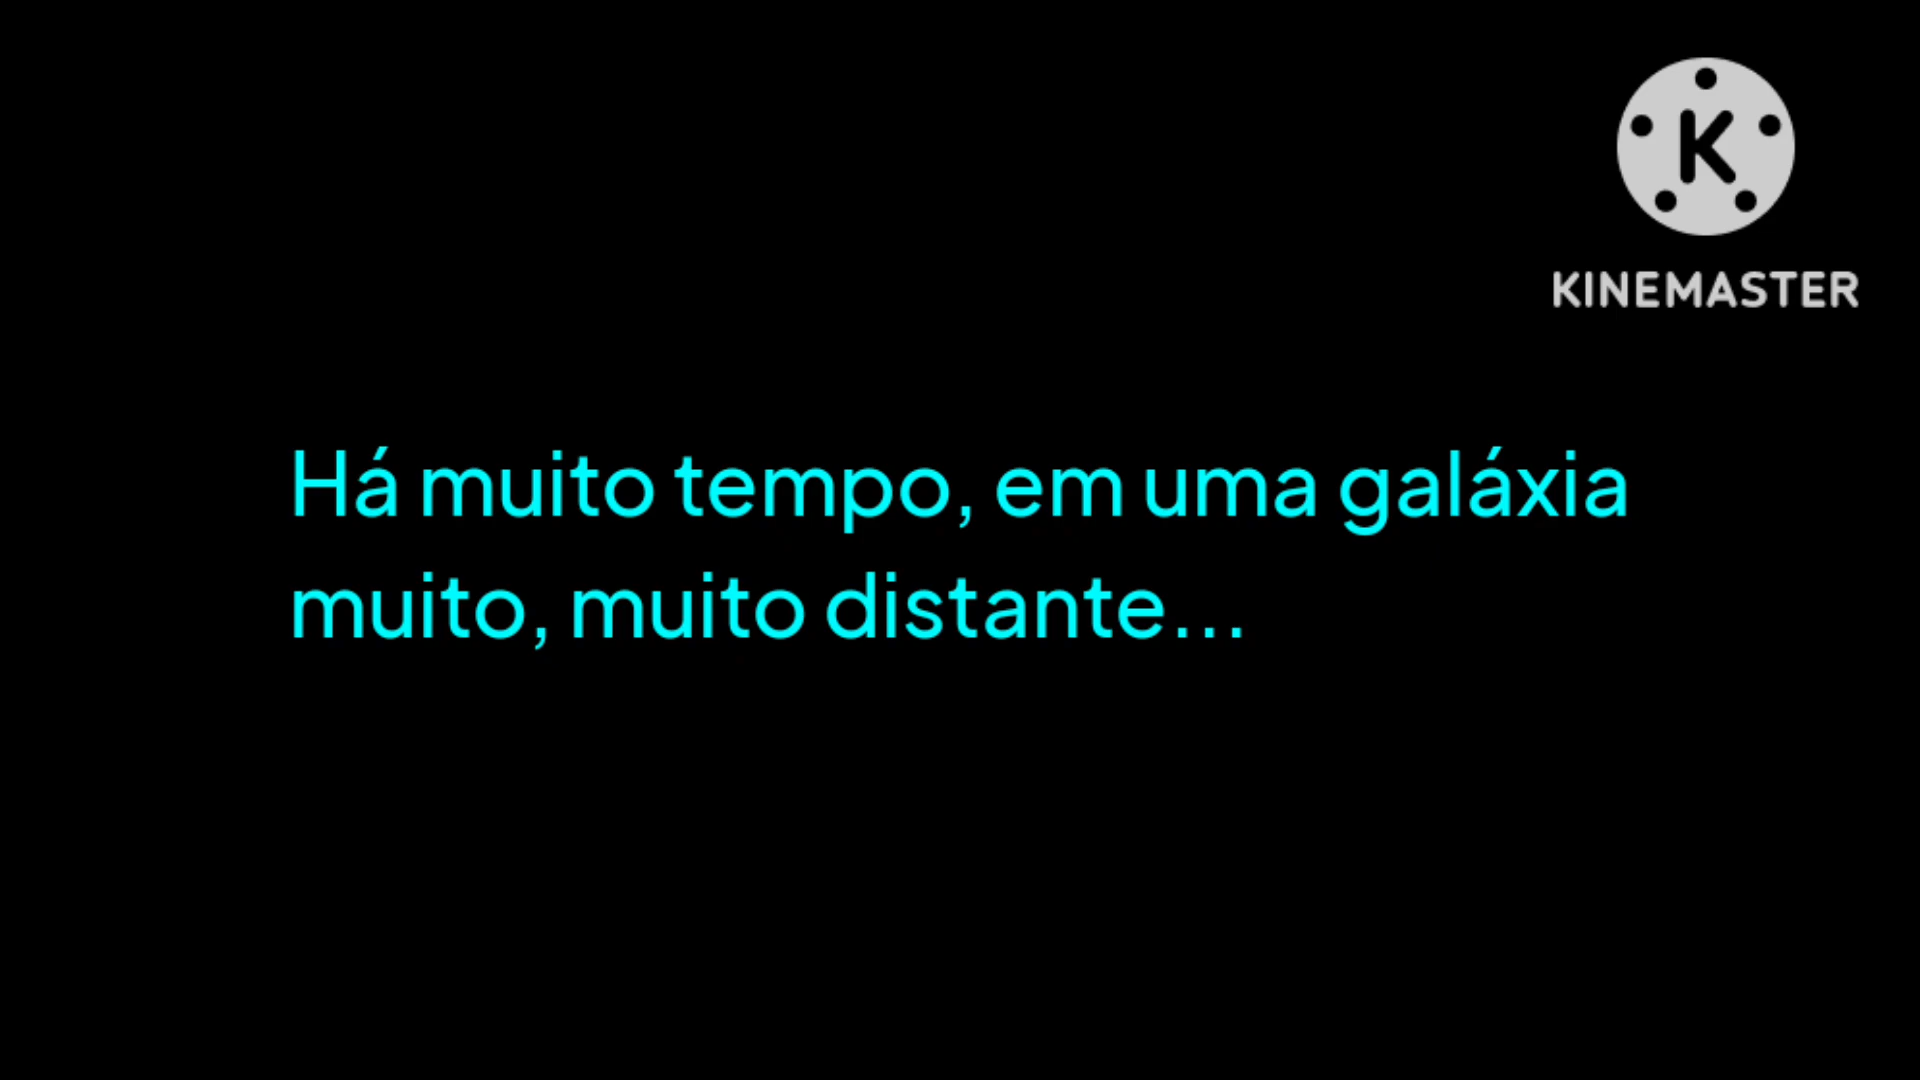 K
KINEMASTER
Há muito tempo, em uma galáxia
muito, muito distante...